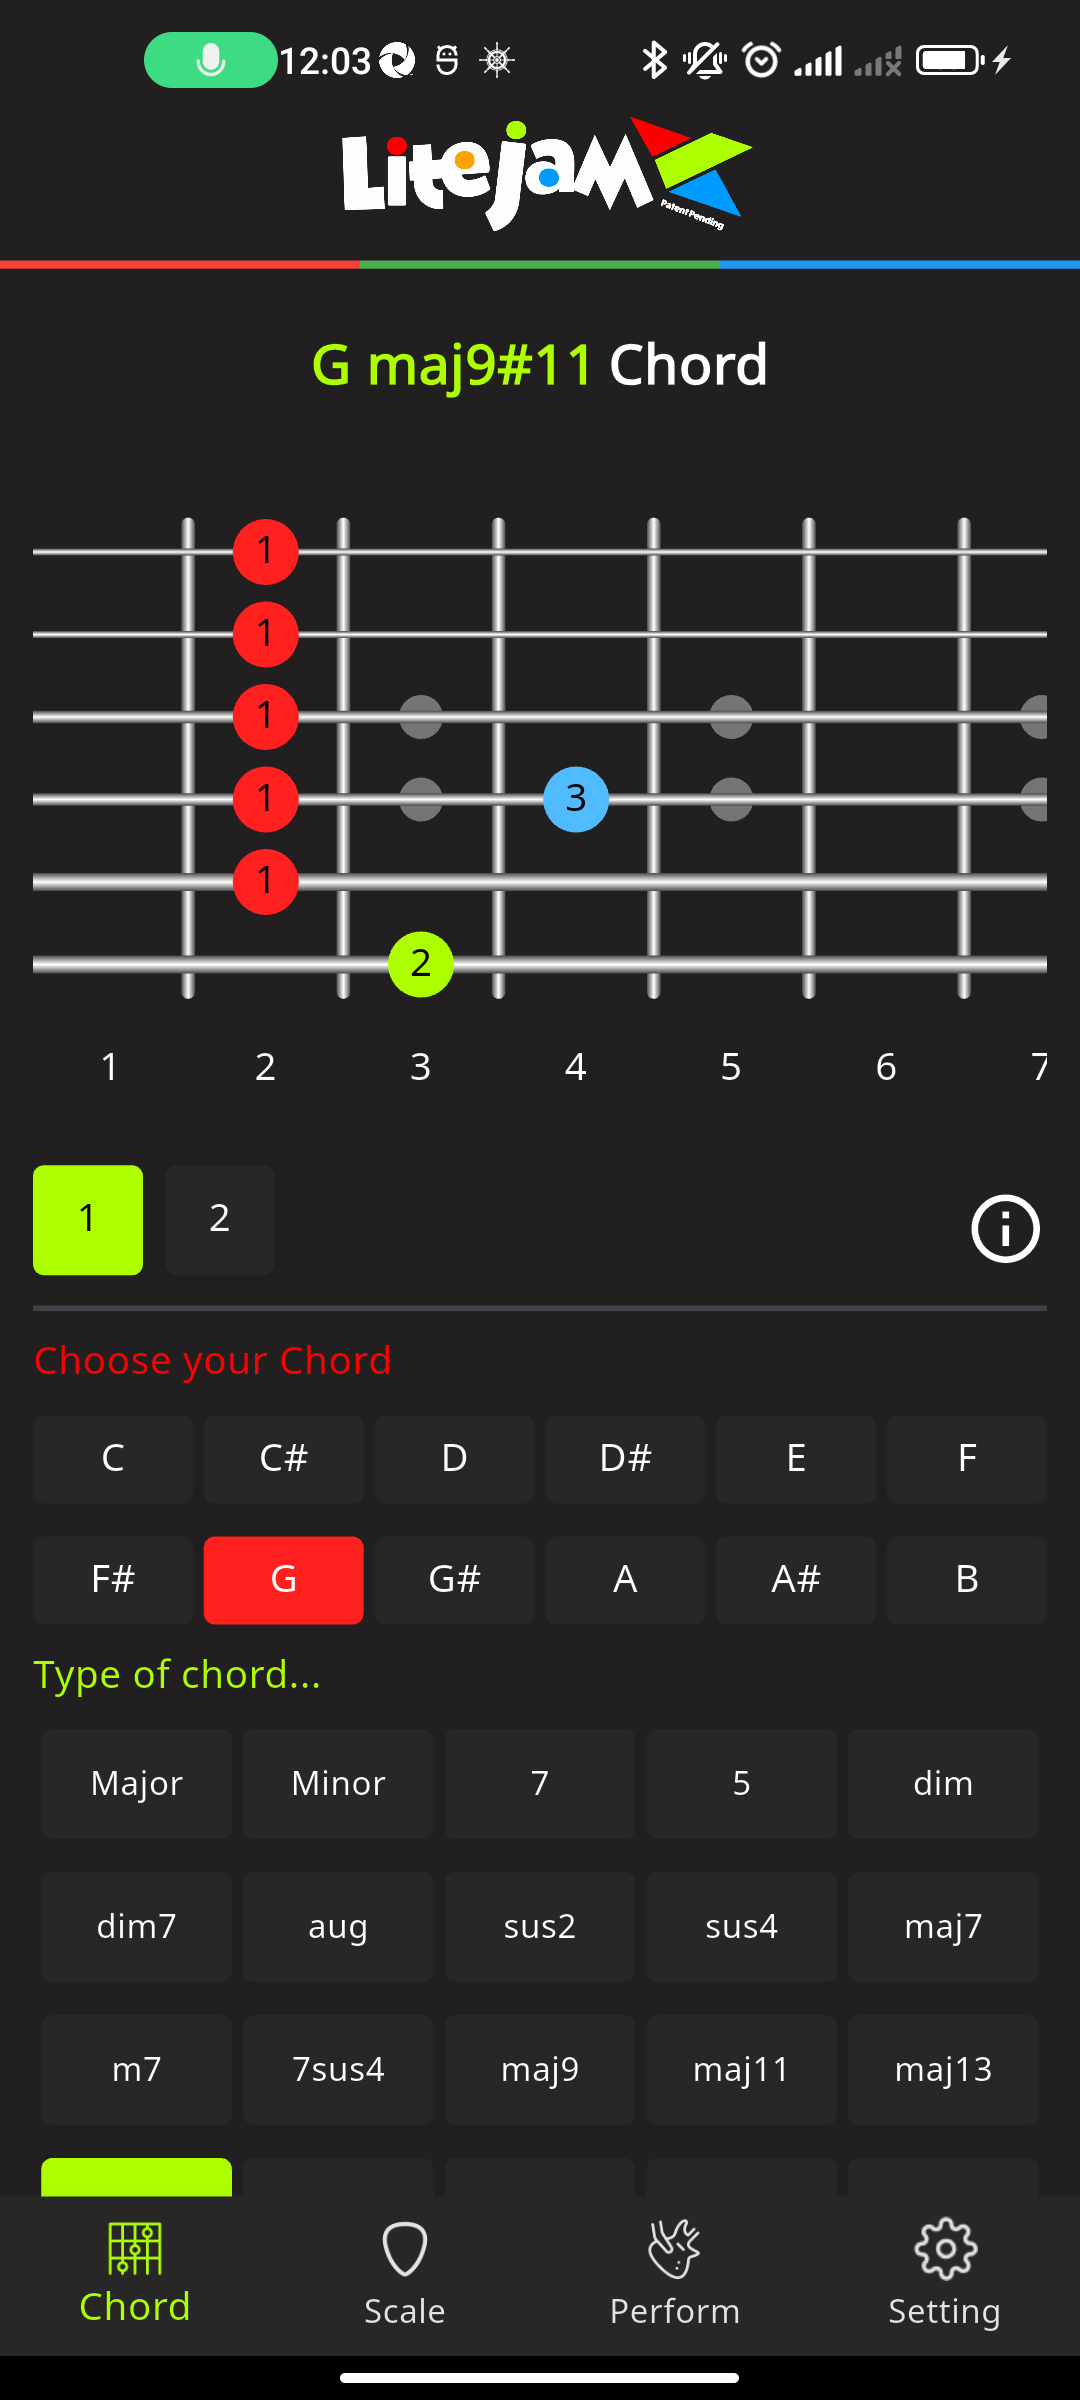 12:03
Litejam
Patent Pending
G maj9#11 Chord
1
1
1
1 3
1
2
1 2 3 4 5 6 7
1 2
Choose your Chord
C C# D D# E F
F# G G# A A# B
Type of chord...
Major Minor 7 5 dim
dim7 aug sus2 sus4 maj7
m7 7sus4 maj9 maj11 maj13
Chord Scale Perform Setting